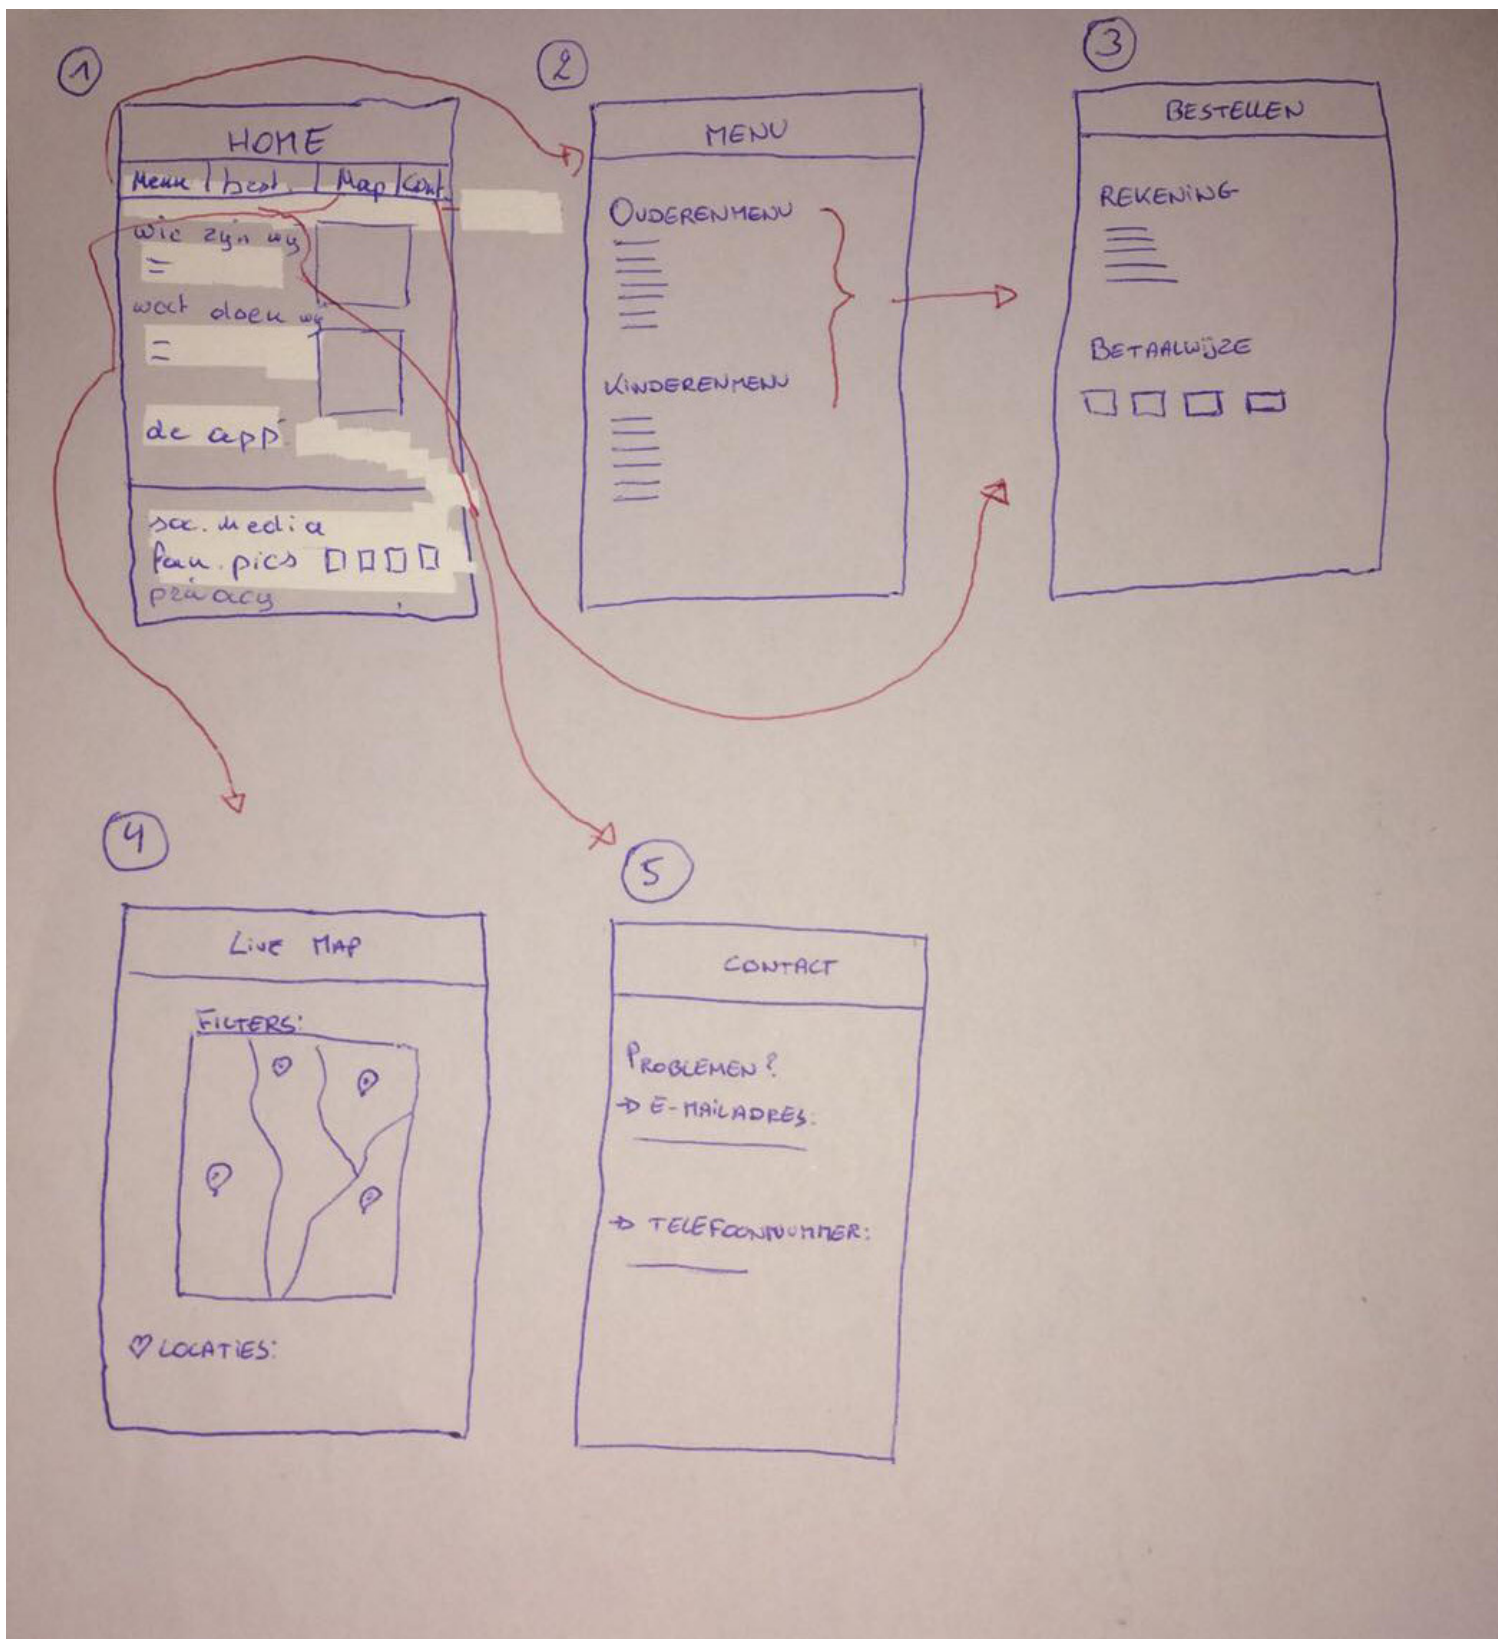 1
HOME
Menu best. Map Cont.
wie zijn wij
wat doen wij
de app
soc. media
fan. pics
privacy
2
MENU
OUDERENMENU
KINDERENMENU
3
BESTELLEN
REKENING
BETAALWIJZE
4
LIVE MAP
FILTERS:
♡ LOCATIES:
5
CONTACT
PROBLEMEN?
→ E-MAILADRES:
→ TELEFOONNUMMER: